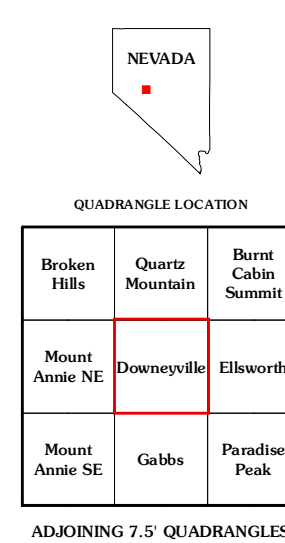 NEVADA
QUADRANGLE LOCATION
Broken
Hills
Quartz
Mountain
Burnt
Cabin
Summit
Mount
Annie NE
Downeyville
Ellsworth
Mount
Annie SE
Gabbs
Paradise
Peak
ADJOINING 7.5' QUADRANGLES